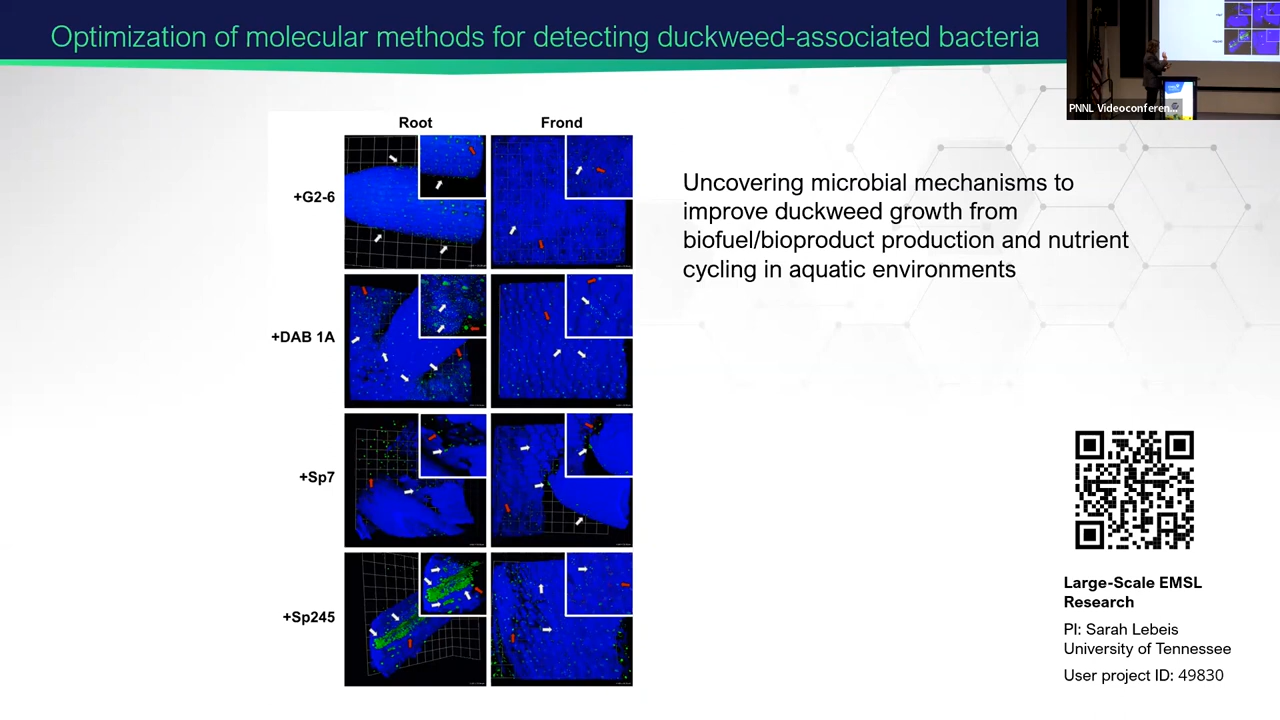 Optimization of molecular methods for detecting duckweed-associated bacteria
PNNL Videoconferen...
Root
Frond
+G2-6
+DAB 1A
+Sp7
+Sp245
Uncovering microbial mechanisms to
improve duckweed growth from
biofuel/bioproduct production and nutrient
cycling in aquatic environments
Large-Scale EMSL
Research
PI: Sarah Lebeis
University of Tennessee
User project ID: 49830